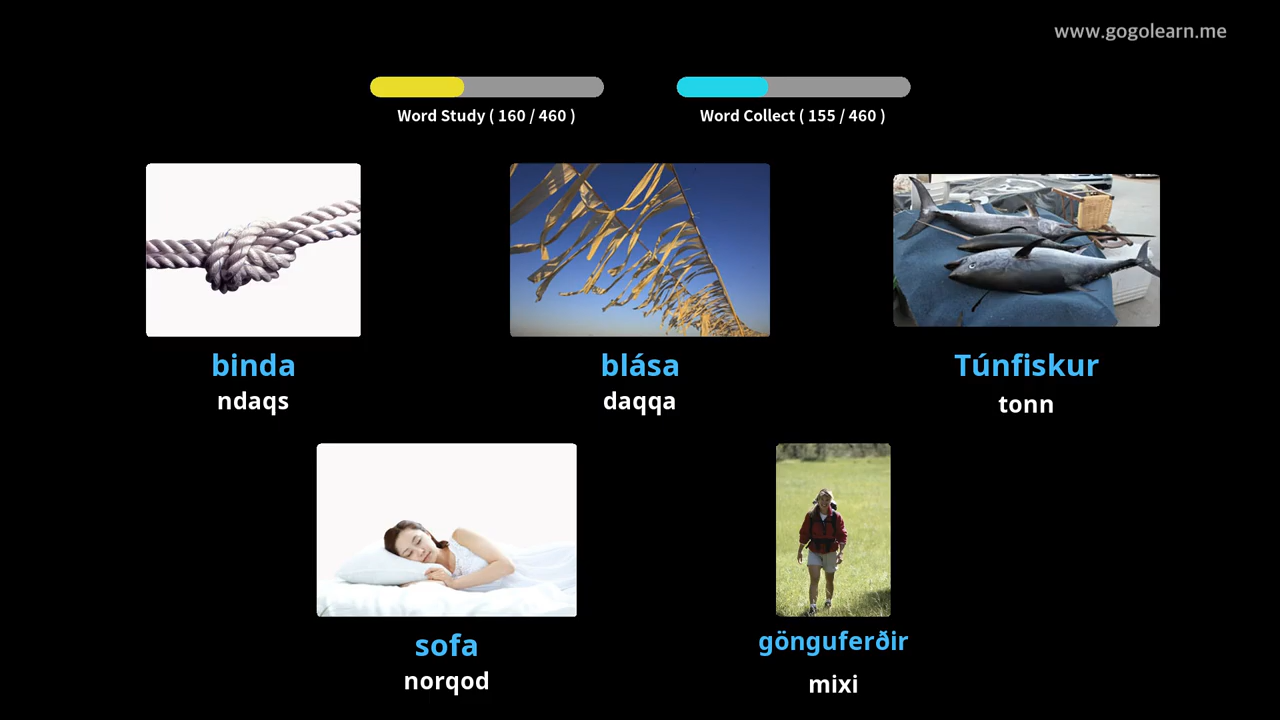 www.gogolearn.me
Word Study ( 160 / 460 )
Word Collect ( 155 / 460 )
binda
ndaqs
blása
daqqa
Túnfiskur
tonn
sofa
norqod
gönguferðir
mixi